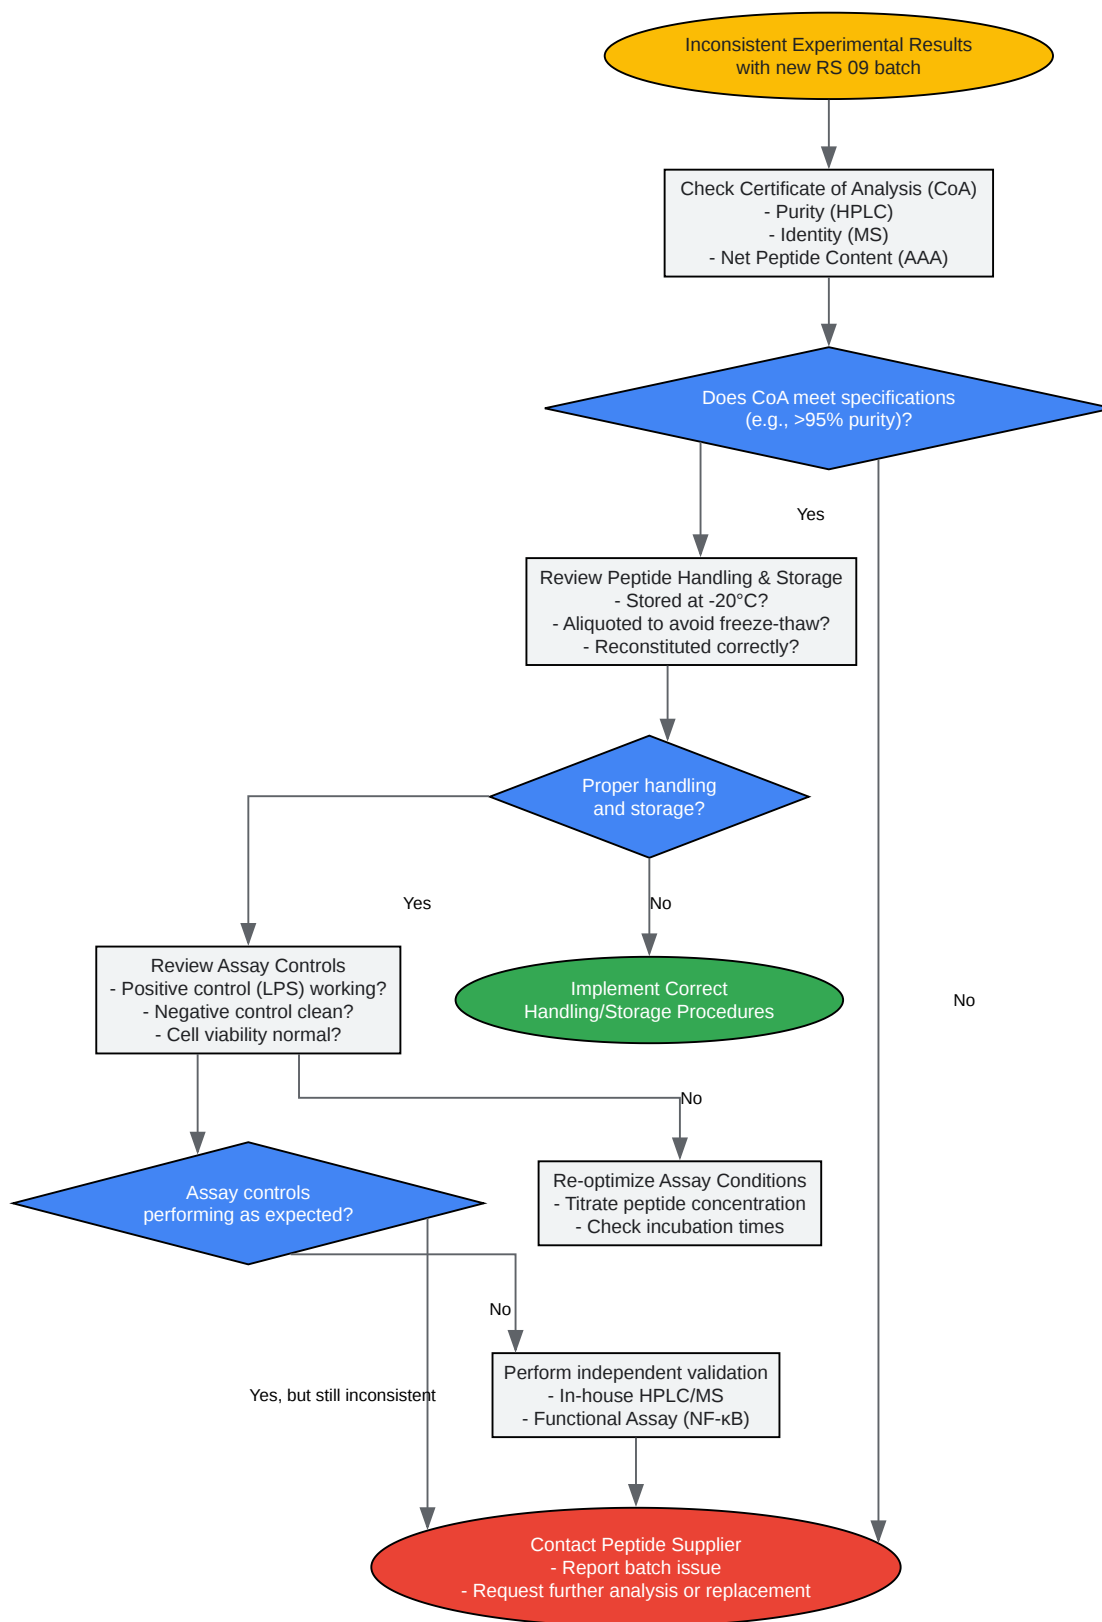 Inconsistent Experimental Results
with new RS 09 batch
Check Certificate of Analysis (CoA)
- Purity (HPLC)
- Identity (MS)
- Net Peptide Content (AAA)
Does CoA meet specifications
(e.g., >95% purity)?
Yes
Review Peptide Handling & Storage
- Stored at -20°C?
- Aliquoted to avoid freeze-thaw?
- Reconstituted correctly?
Proper handling
and storage?
Yes
No
Review Assay Controls
- Positive control (LPS) working?
- Negative control clean?
- Cell viability normal?
Implement Correct
Handling/Storage Procedures
No
No
Assay controls
performing as expected?
Re-optimize Assay Conditions
- Titrate peptide concentration
- Check incubation times
No
Perform independent validation
- In-house HPLC/MS
- Functional Assay (NF-κB)
Yes, but still inconsistent
Contact Peptide Supplier
- Report batch issue
- Request further analysis or replacement